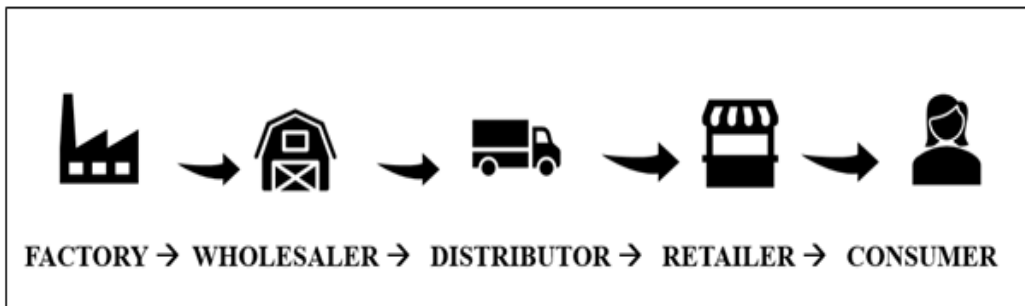 FACTORY → WHOLESALER → DISTRIBUTOR → RETAILER → CONSUMER